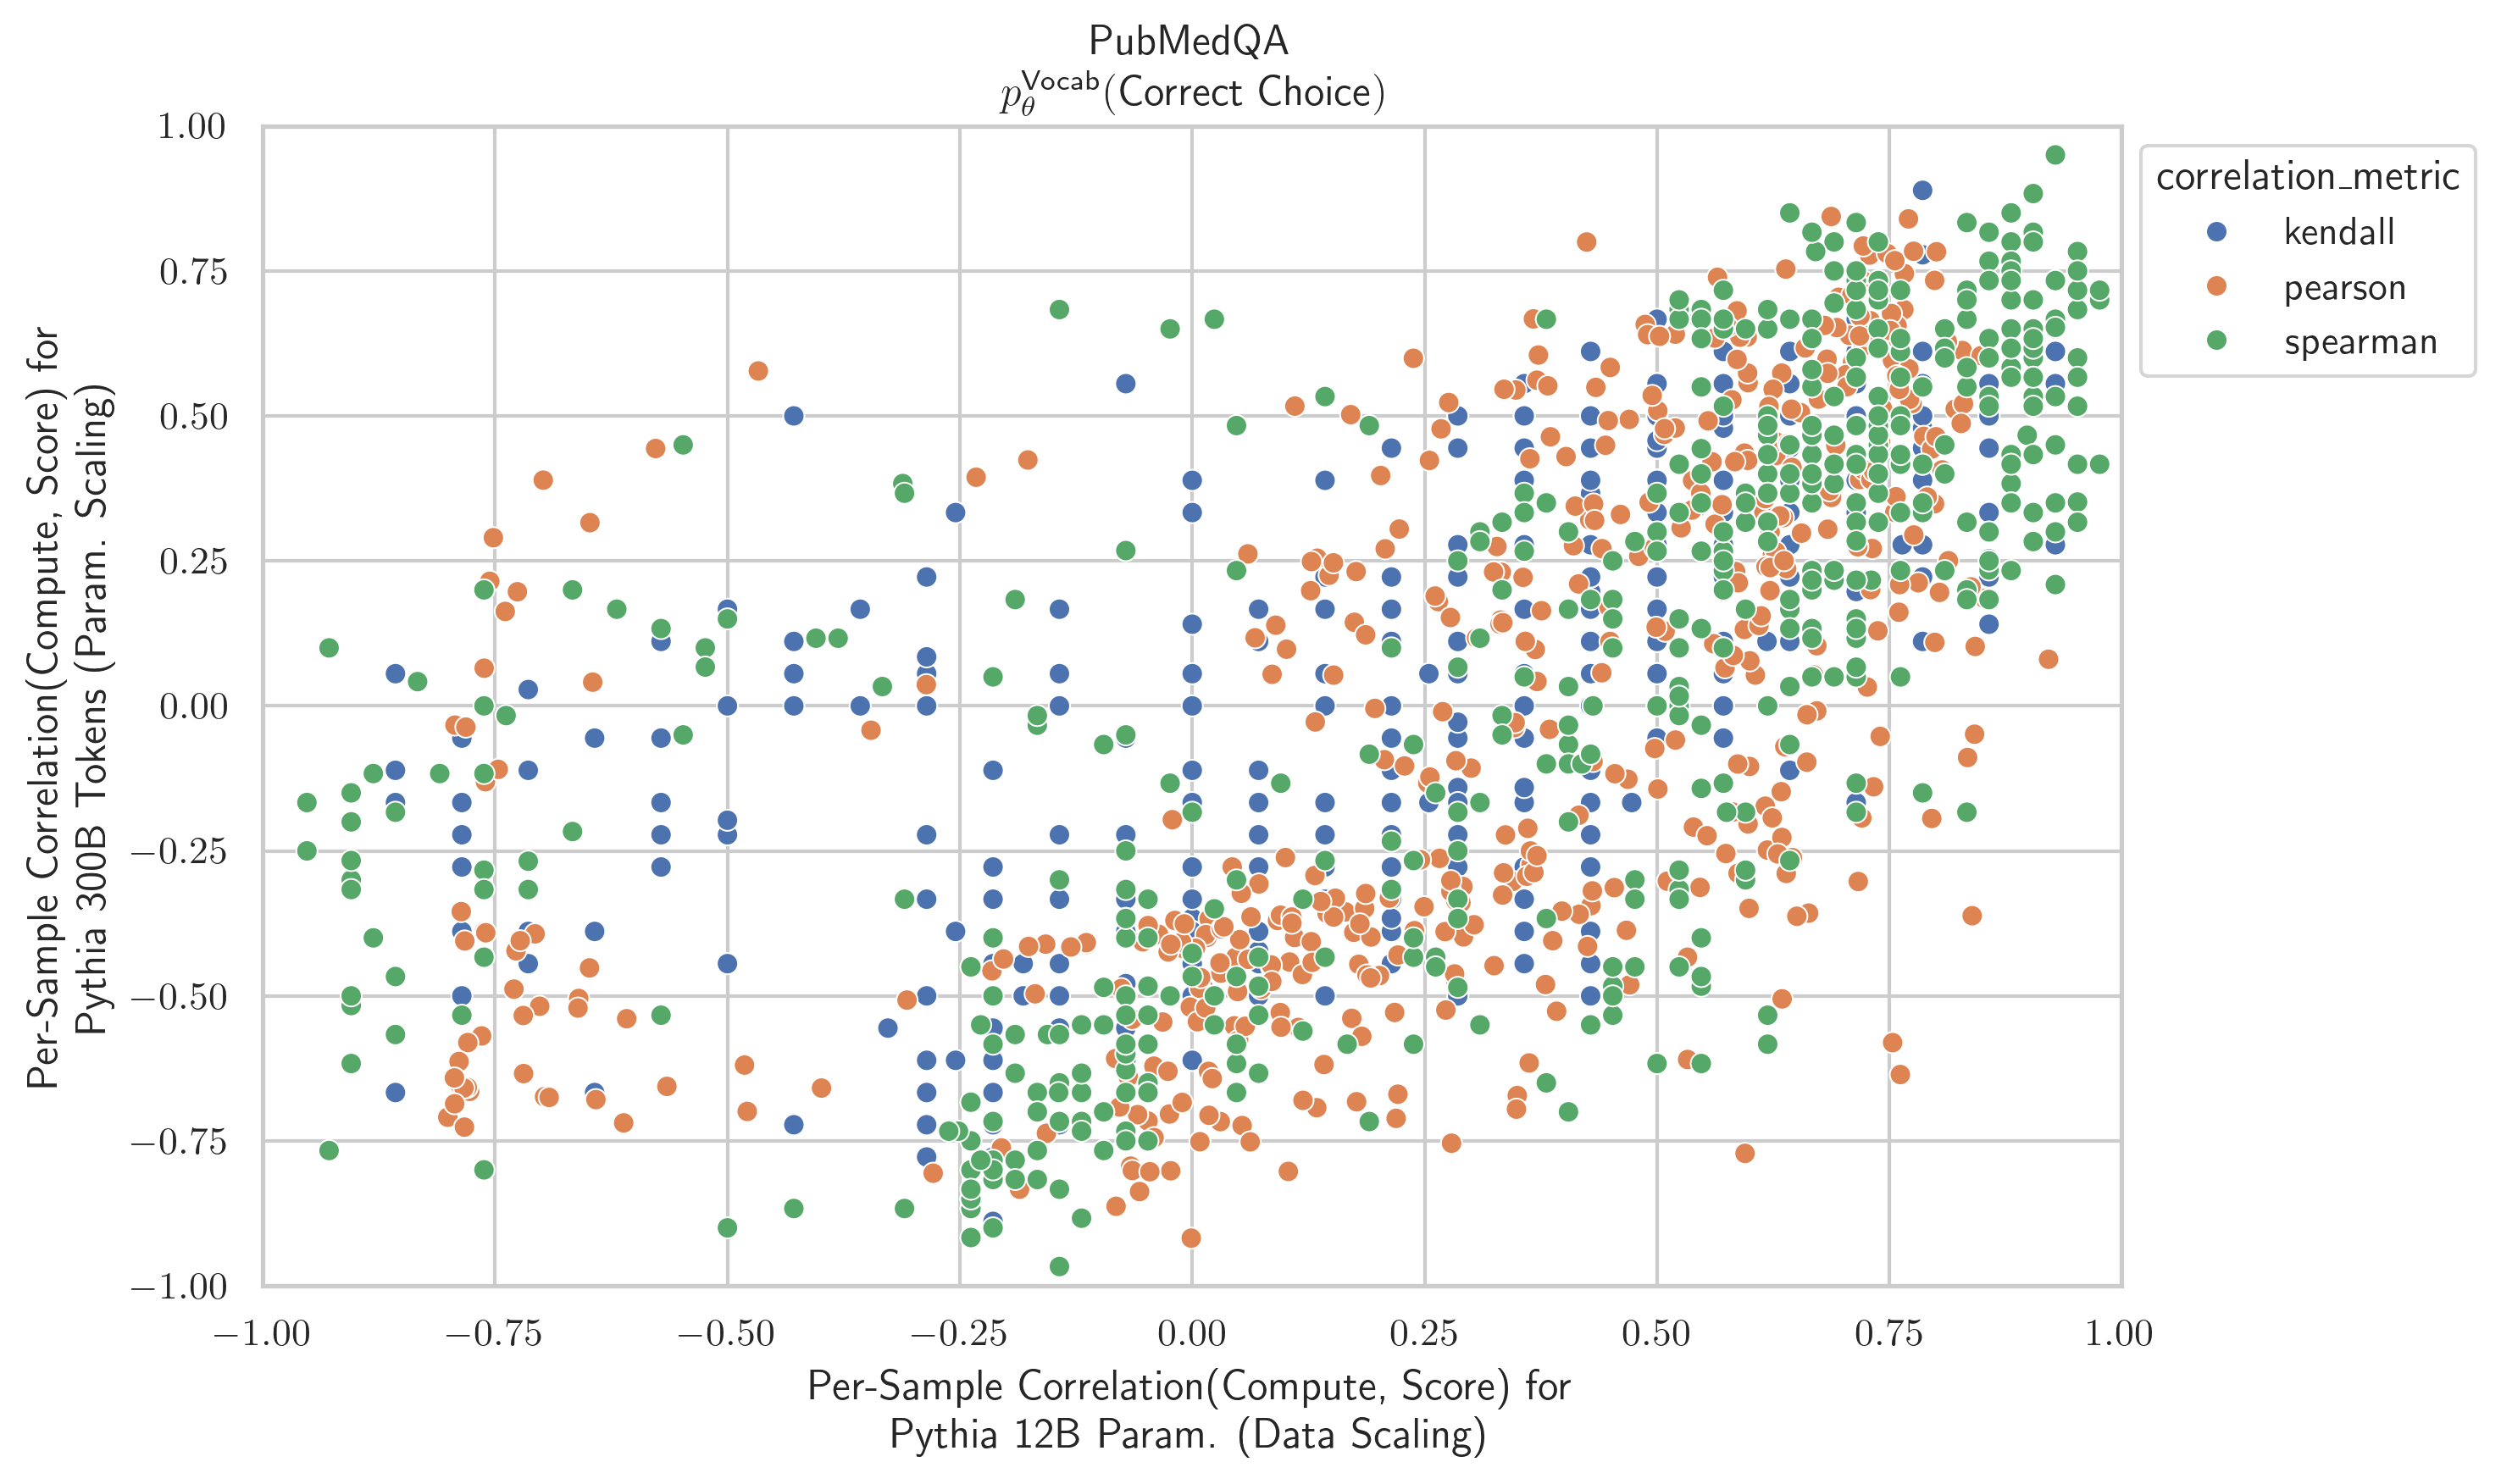 PubMedQA
p_θ^Vocab(Correct Choice)
1.00
0.75
0.50
0.25
0.00
−0.25
−0.50
−0.75
−1.00
Per-Sample Correlation(Compute, Score) for
Pythia 300B Tokens (Param. Scaling)
−1.00 −0.75 −0.50 −0.25 0.00 0.25 0.50 0.75 1.00
Per-Sample Correlation(Compute, Score) for
Pythia 12B Param. (Data Scaling)
correlation_metric
kendall
pearson
spearman